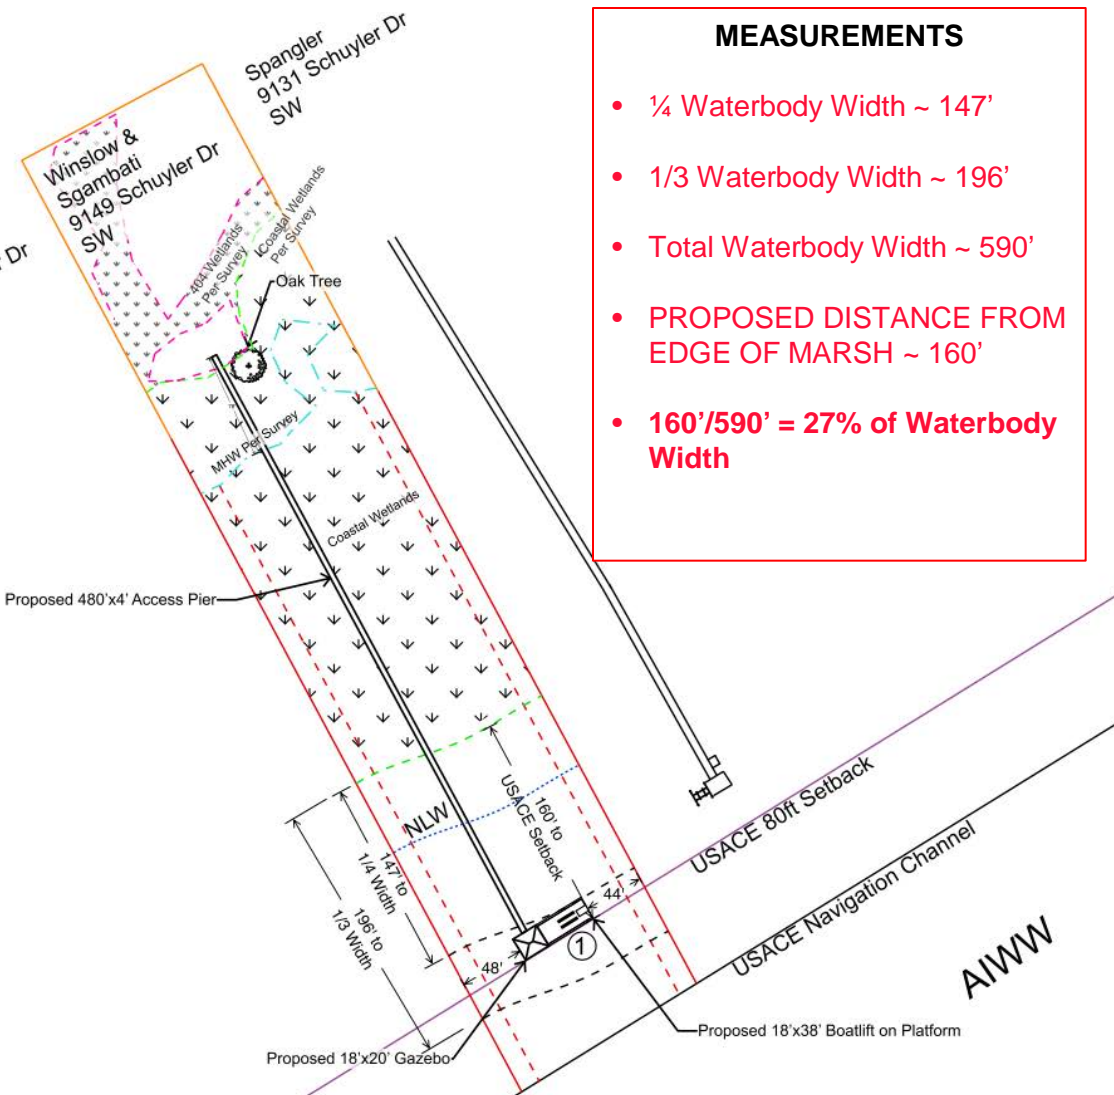 Spangler
9131 Schuyler Dr
SW
MEASUREMENTS
• ¼ Waterbody Width ~ 147’
• 1/3 Waterbody Width ~ 196’
• Total Waterbody Width ~ 590’
• PROPOSED DISTANCE FROM
EDGE OF MARSH ~ 160’
• 160’/590’ = 27% of Waterbody
Width
Winslow &
Sgambati
9149 Schuyler Dr
SW
Dr
404 Wetlands
Per Survey
Coastal Wetlands
Per Survey
Oak Tree
MHW Per Survey
Coastal Wetlands
Proposed 480'x4' Access Pier
NLW
160' to
USACE Setback
147' to
1/4 Width
196' to
1/3 Width
44'
48'
1
USACE 80ft Setback
USACE Navigation Channel
AIWW
Proposed 18'x38' Boatlift on Platform
Proposed 18'x20' Gazebo